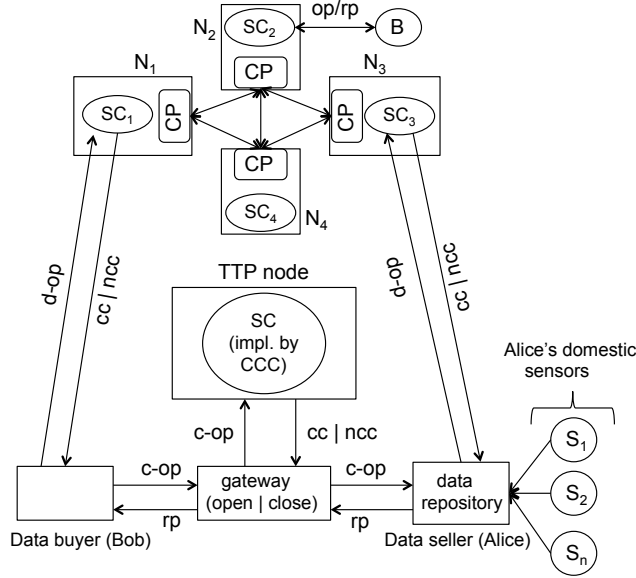 op/rp
N2
SC2
B
CP
N1
N3
SC1
CP
CP
SC3
CP
SC4
N4
d-op
cc | ncc
d-op
cc | ncc
TTP node
SC
(impl. by
CCC)
Alice's domestic
sensors
c-op
cc | ncc
S1
c-op
gateway
(open | close)
c-op
data
repository
S2
rp
rp
Data buyer (Bob)
Data seller (Alice)
Sn